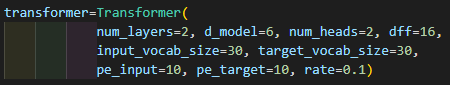 transformer=Transformer(
num_layers=2, d_model=6, num_heads=2, dff=16,
input_vocab_size=30, target_vocab_size=30,
pe_input=10, pe_target=10, rate=0.1)